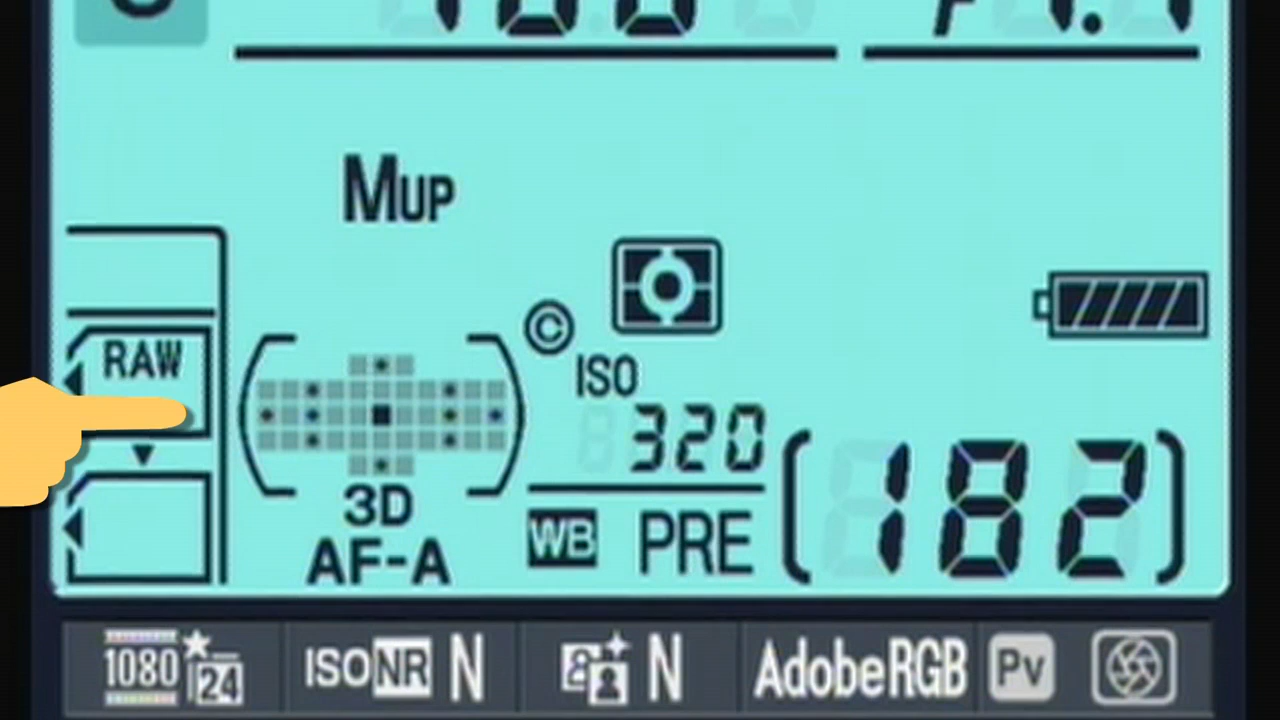 MUP
RAW
©
ISO
320
3D
AF-A
WB PRE
[182]
1080 ★ 24
ISO NR N
N
AdobeRGB
Pv